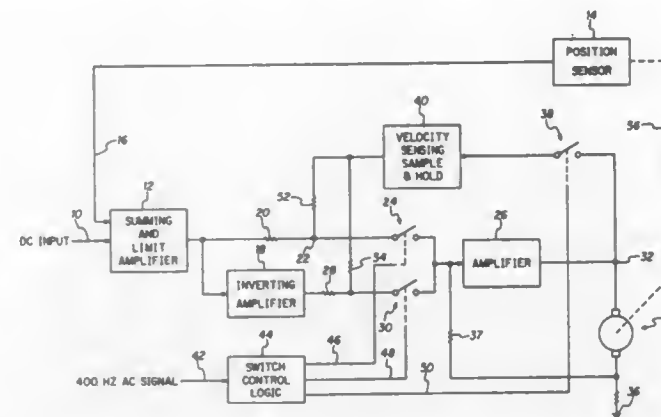 14
POSITION
SENSOR
40
38
56
VELOCITY
SENSING
SAMPLE
& HOLD
16
12
52
10
20
24
26
DC INPUT
SUMMING
AND
LIMIT
AMPLIFIER
18
22
54
AMPLIFIER
32
INVERTING
AMPLIFIER
28
30
37
44
46
42
48
400 HZ AC SIGNAL
SWITCH
CONTROL
LOGIC
50
36